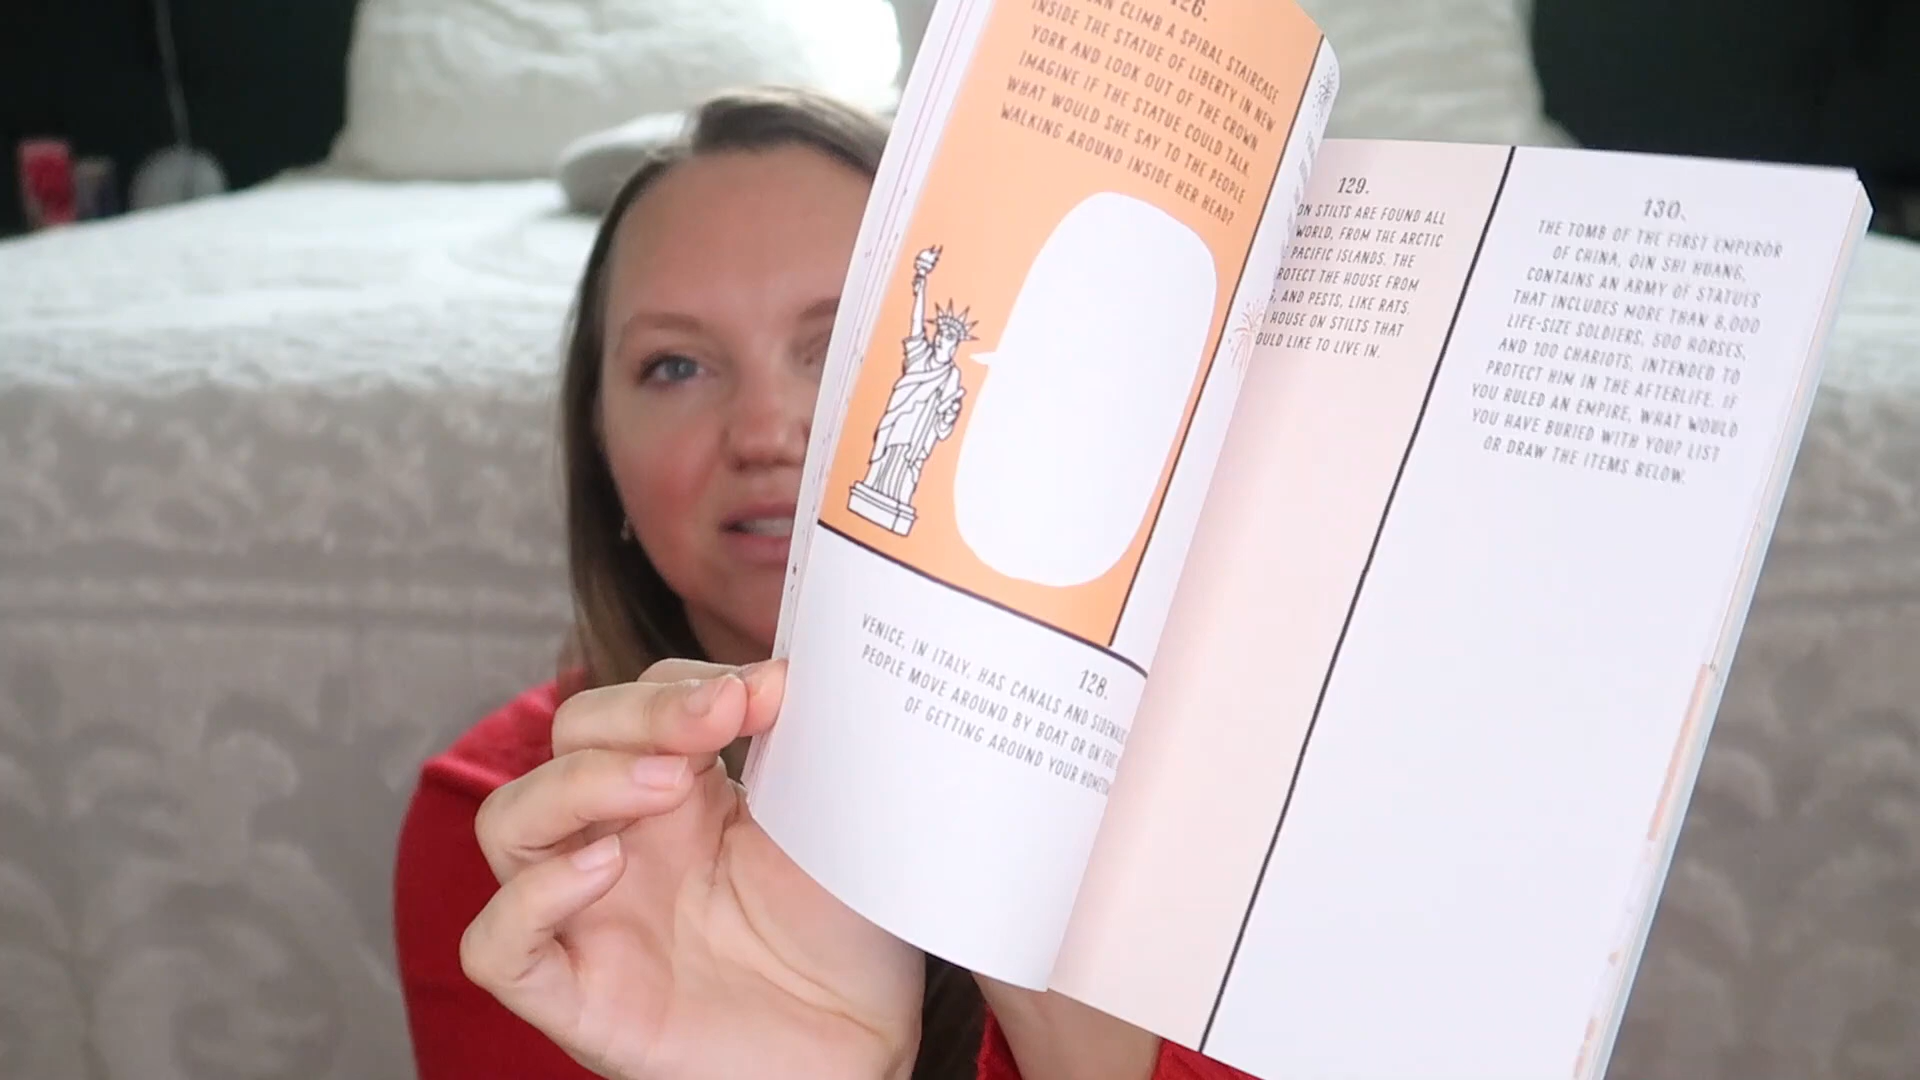 126.
AN CLIMB A SPIRAL STAIRCASE
INSIDE THE STATUE OF LIBERTY IN NEW
YORK AND LOOK OUT OF THE CROWN
IMAGINE IF THE STATUE COULD TALK.
WHAT WOULD SHE SAY TO THE PEOPLE
WALKING AROUND INSIDE HER HEAD?
128.
VENICE, IN ITALY, HAS CANALS AND
PEOPLE MOVE AROUND BY BOAT OR ON
OF GETTING AROUND YOUR
129.
ON STILTS ARE FOUND ALL
WORLD, FROM THE ARCTIC
PACIFIC ISLANDS. THE
ROTECT THE HOUSE FROM
, AND PESTS, LIKE RATS.
HOUSE ON STILTS THAT
OULD LIKE TO LIVE IN.
130.
THE TOMB OF THE FIRST EMPEROR
OF CHINA, QIN SHI HUANG,
CONTAINS AN ARMY OF STATUES
THAT INCLUDES MORE THAN 8,000
LIFE-SIZE SOLDIERS, 500 HORSES,
AND 100 CHARIOTS, INTENDED TO
PROTECT HIM IN THE AFTERLIFE. IF
YOU RULED AN EMPIRE, WHAT WOULD
YOU HAVE BURIED WITH YOU? LIST
OR DRAW THE ITEMS BELOW.